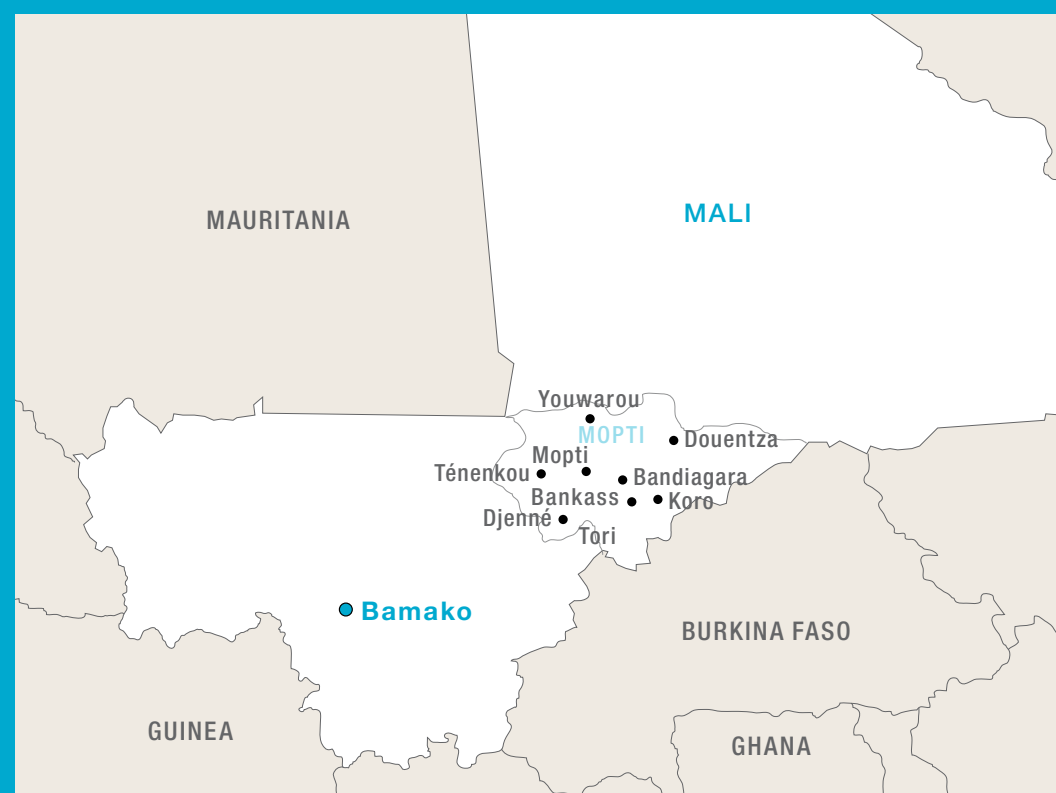 MALI
MAURITANIA
Youwarou
MOPTI
Douentza
Mopti
Ténenkou
Bandiagara
Bankass
Koro
Djenné
Tori
Bamako
BURKINA FASO
GUINEA
GHANA